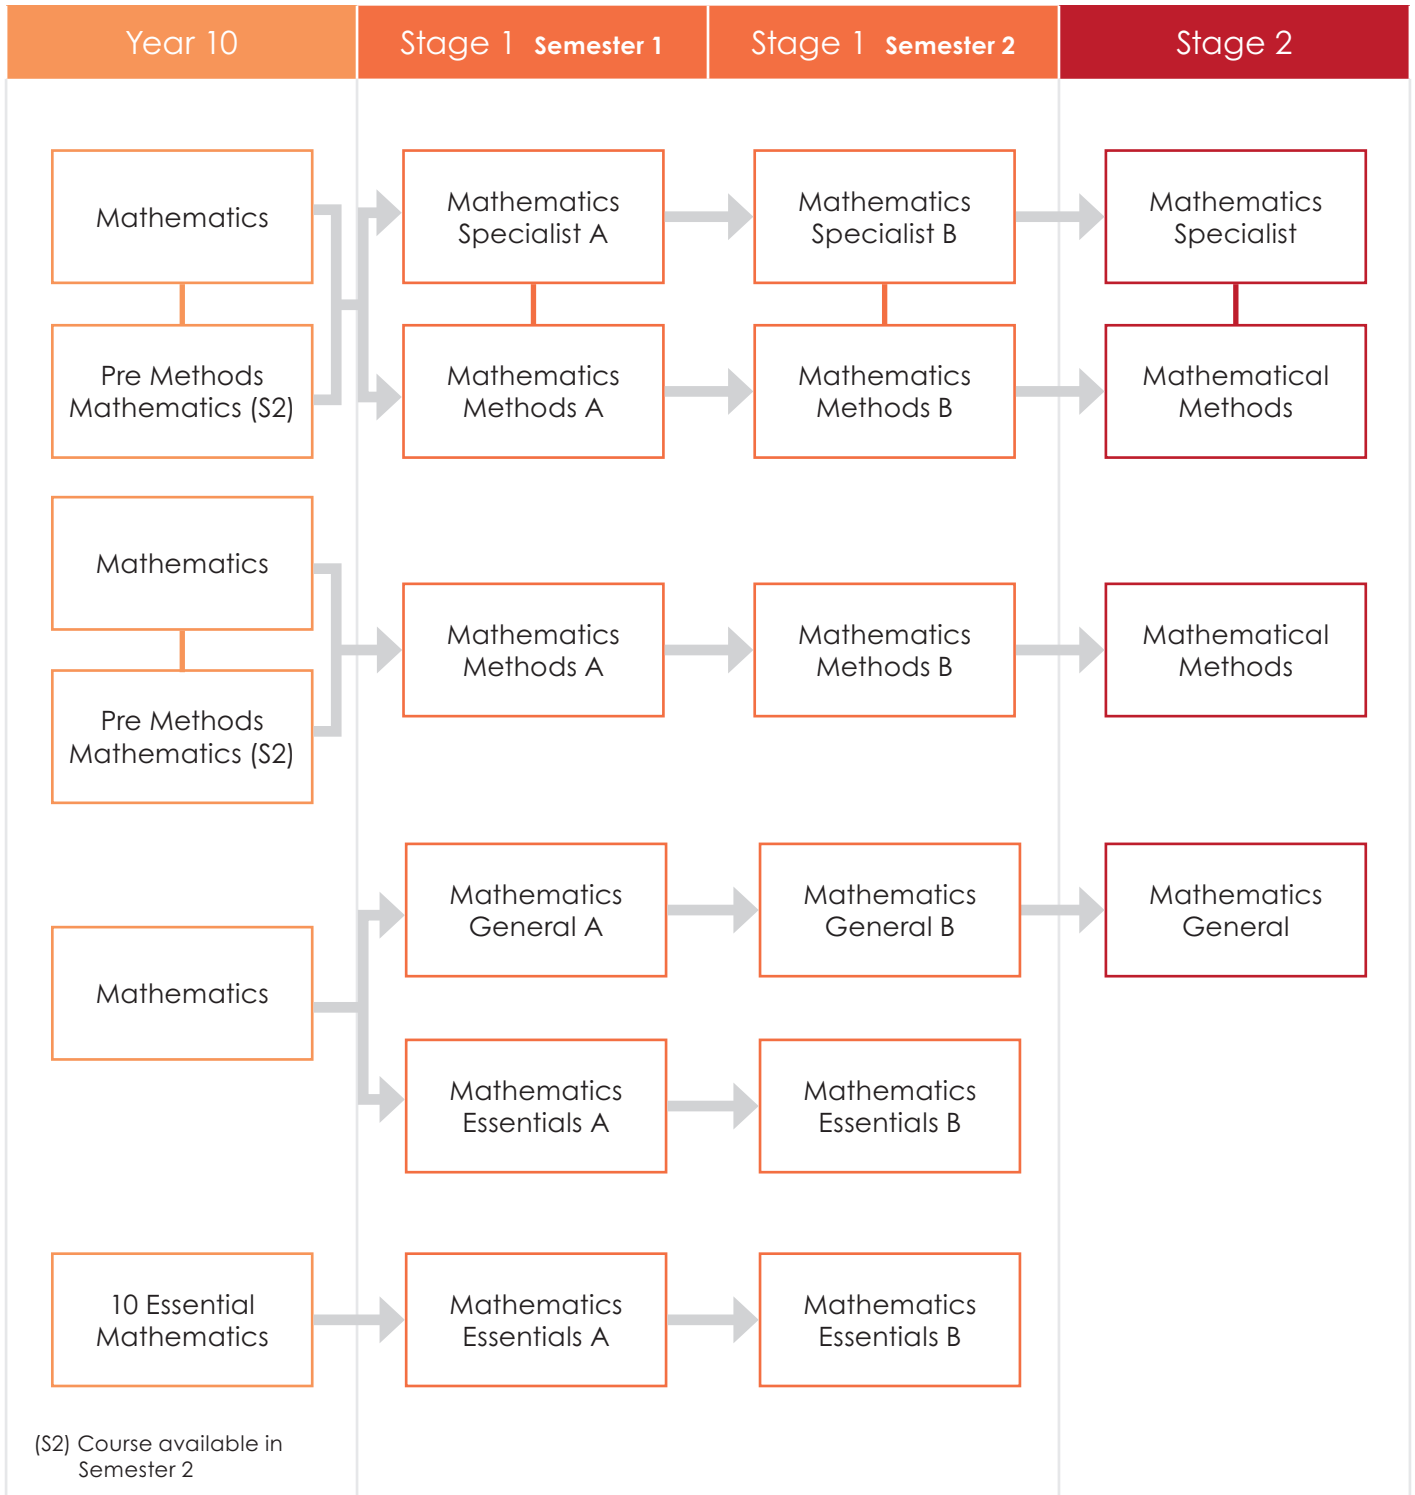 Year 10
Stage 1 Semester 1
Stage 1 Semester 2
Stage 2
Mathematics
Mathematics
Specialist A
Mathematics
Specialist B
Mathematics
Specialist
Pre Methods
Mathematics (S2)
Mathematics
Methods A
Mathematics
Methods B
Mathematical
Methods
Mathematics
Pre Methods
Mathematics (S2)
Mathematics
Methods A
Mathematics
Methods B
Mathematical
Methods
Mathematics
Mathematics
General A
Mathematics
General B
Mathematics
General
Mathematics
Essentials A
Mathematics
Essentials B
10 Essential
Mathematics
Mathematics
Essentials A
Mathematics
Essentials B
(S2) Course available in
Semester 2